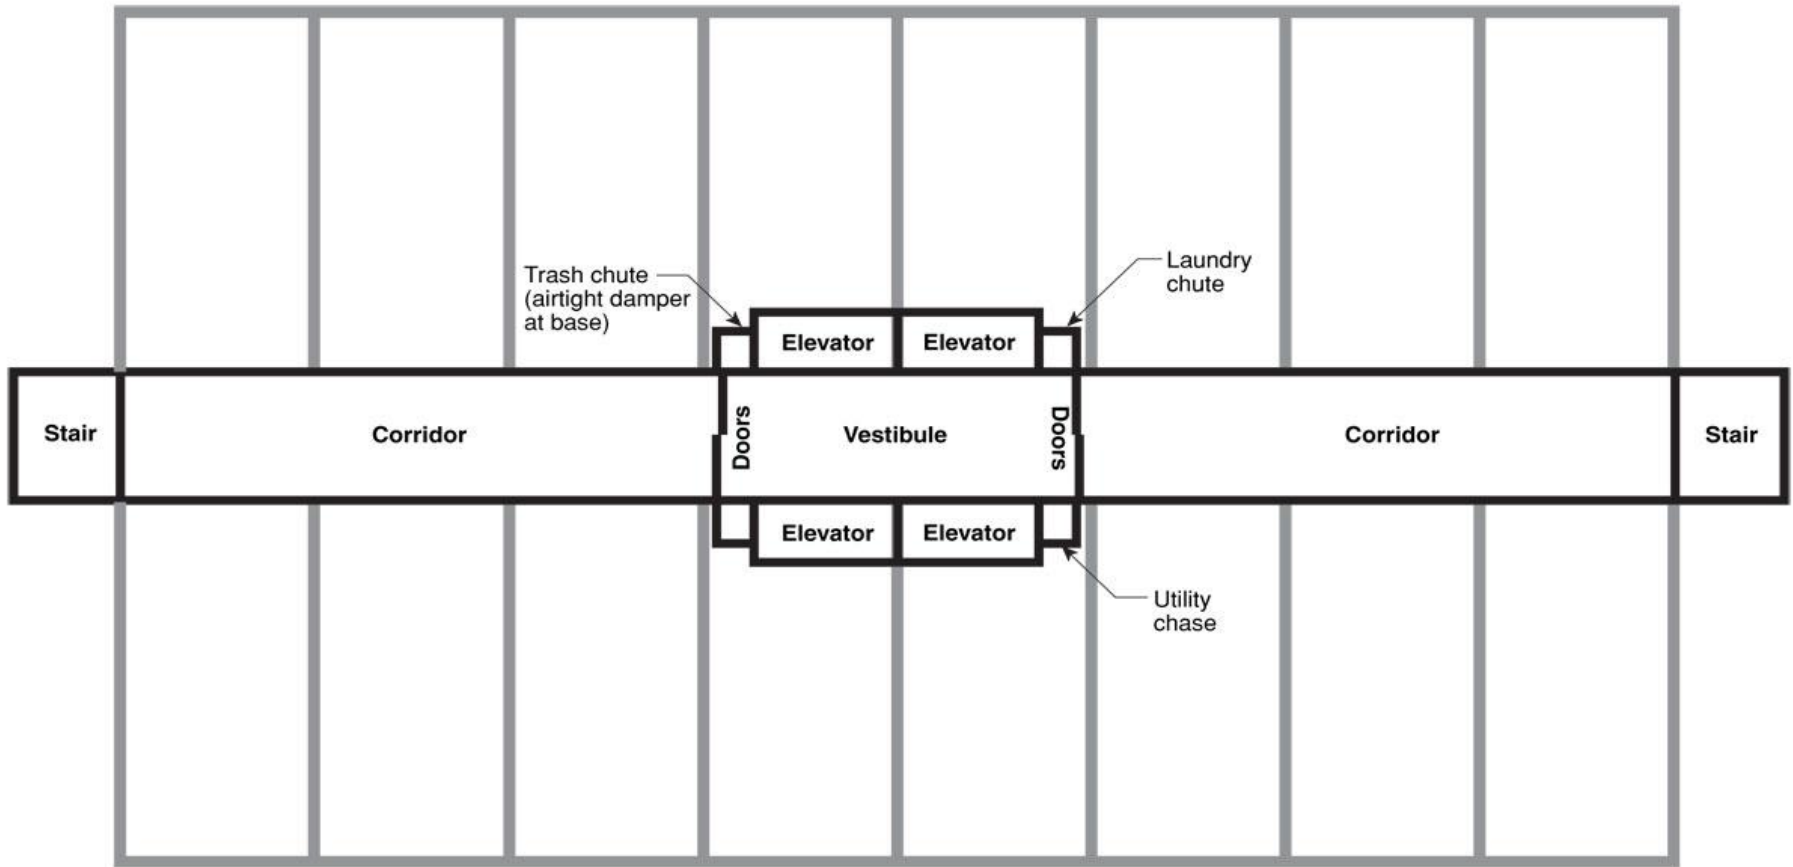 Trash chute
(airtight damper
at base)
Laundry
chute
Elevator
Elevator
Stair
Corridor
Doors
Vestibule
Doors
Corridor
Stair
Elevator
Elevator
Utility
chase